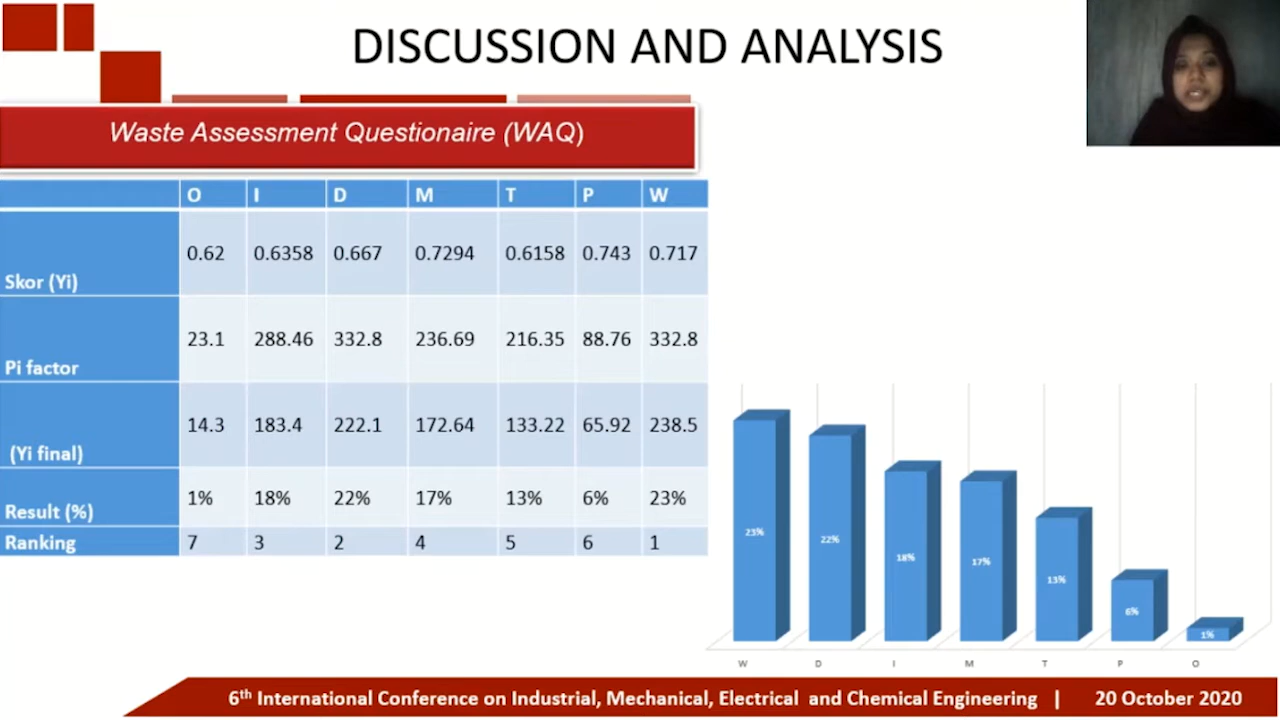 DISCUSSION AND ANALYSIS
Waste Assessment Questionaire (WAQ)
O I D M T P W
Skor (Yi) 0.62 0.6358 0.667 0.7294 0.6158 0.743 0.717
Pi factor 23.1 288.46 332.8 236.69 216.35 88.76 332.8
(Yi final) 14.3 183.4 222.1 172.64 133.22 65.92 238.5
Result (%) 1% 18% 22% 17% 13% 6% 23%
Ranking 7 3 2 4 5 6 1
23% 22% 18% 17% 13% 6% 1%
W D I M T P O
6th International Conference on Industrial, Mechanical, Electrical and Chemical Engineering | 20 October 2020